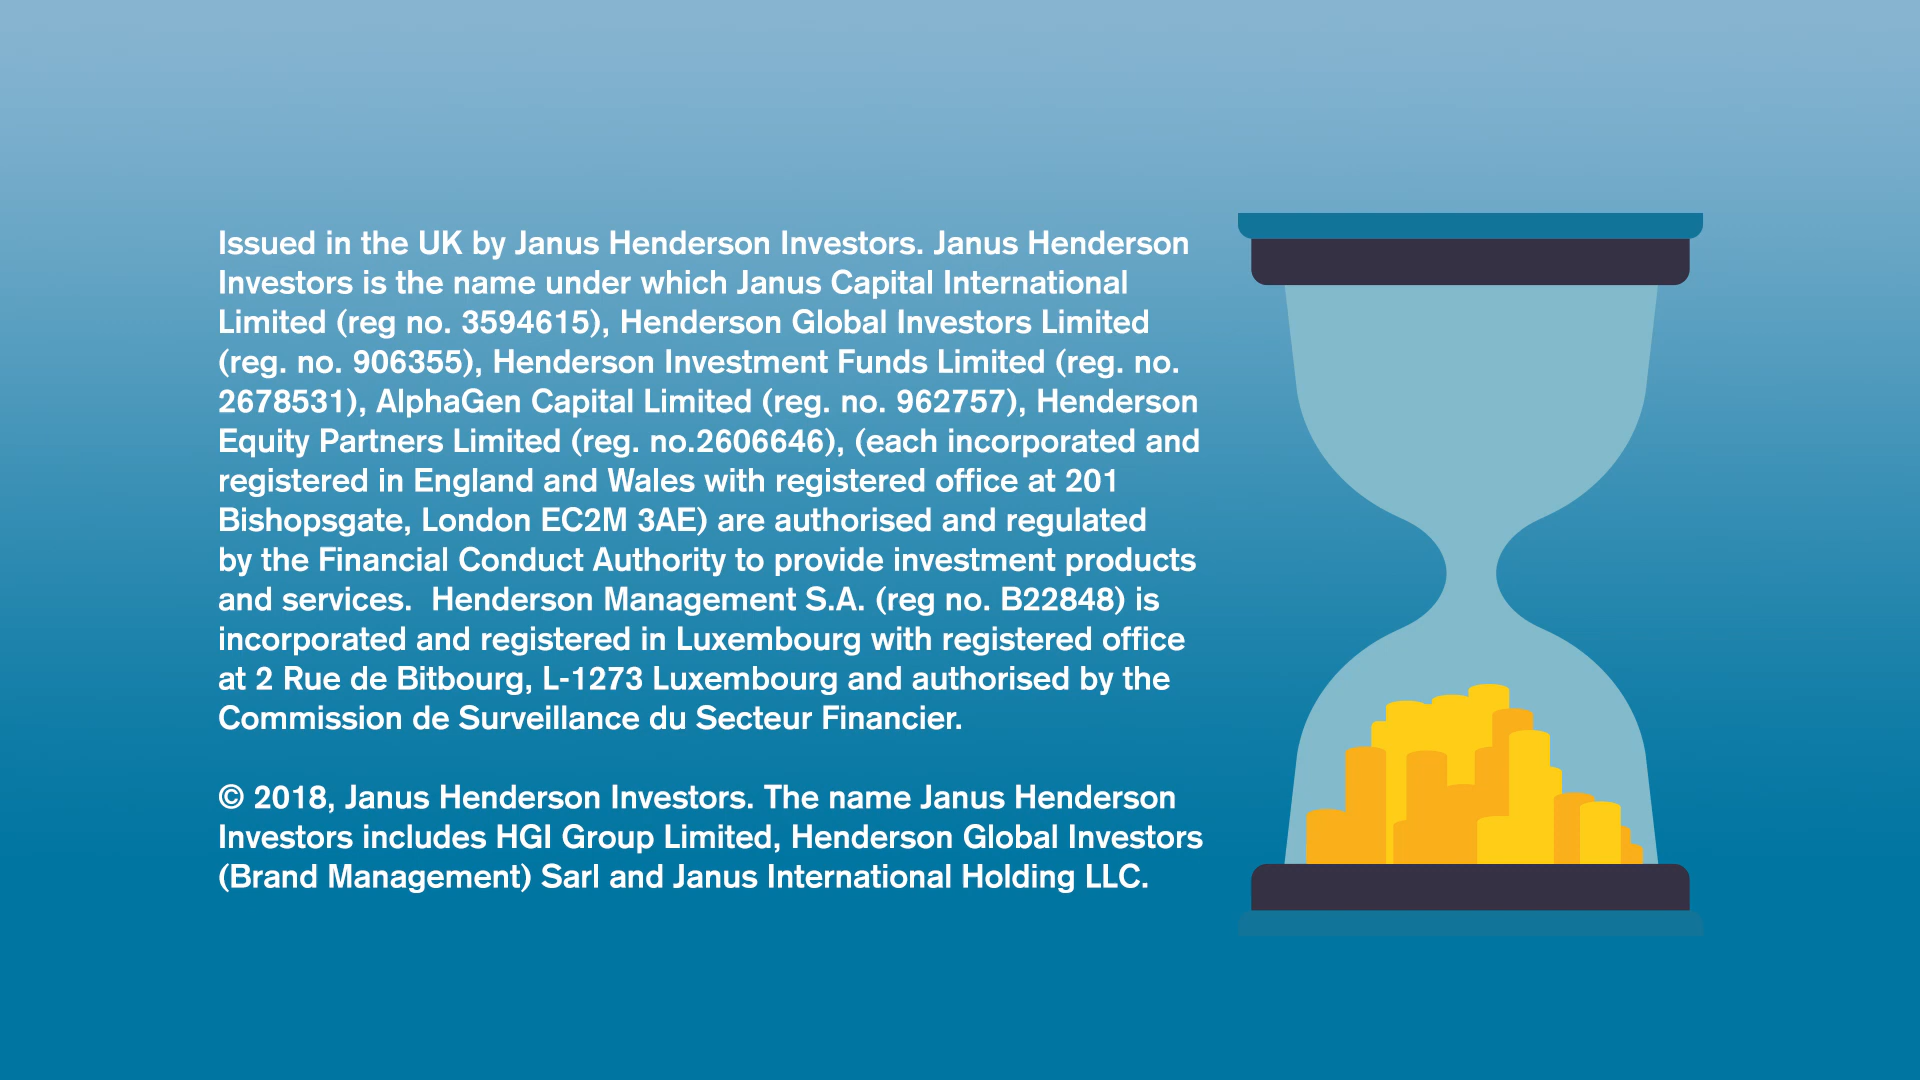 Issued in the UK by Janus Henderson Investors. Janus Henderson
Investors is the name under which Janus Capital International
Limited (reg no. 3594615), Henderson Global Investors Limited
(reg. no. 906355), Henderson Investment Funds Limited (reg. no.
2678531), AlphaGen Capital Limited (reg. no. 962757), Henderson
Equity Partners Limited (reg. no.2606646), (each incorporated and
registered in England and Wales with registered office at 201
Bishopsgate, London EC2M 3AE) are authorised and regulated
by the Financial Conduct Authority to provide investment products
and services.  Henderson Management S.A. (reg no. B22848) is
incorporated and registered in Luxembourg with registered office
at 2 Rue de Bitbourg, L-1273 Luxembourg and authorised by the
Commission de Surveillance du Secteur Financier.
© 2018, Janus Henderson Investors. The name Janus Henderson
Investors includes HGI Group Limited, Henderson Global Investors
(Brand Management) Sarl and Janus International Holding LLC.